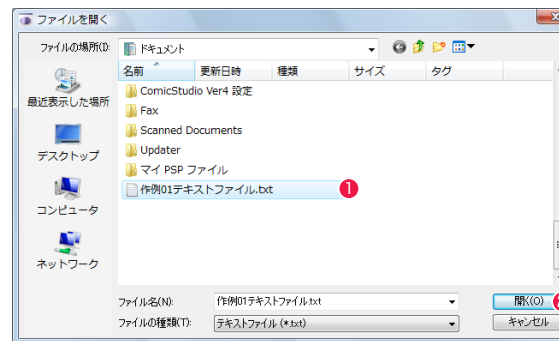 ファイルを開く
ファイルの場所(I):
ドキュメント
名前 更新日時 種類 サイズ タグ
ComicStudio Ver4 設定
Fax
Scanned Documents
Updater
マイ PSP ファイル
作例01テキストファイル.txt
1
最近表示した場所
デスクトップ
コンピュータ
ネットワーク
ファイル名(N):
作例01テキストファイル.txt
開く(O)
ファイルの種類(T):
テキストファイル (*.txt)
キャンセル